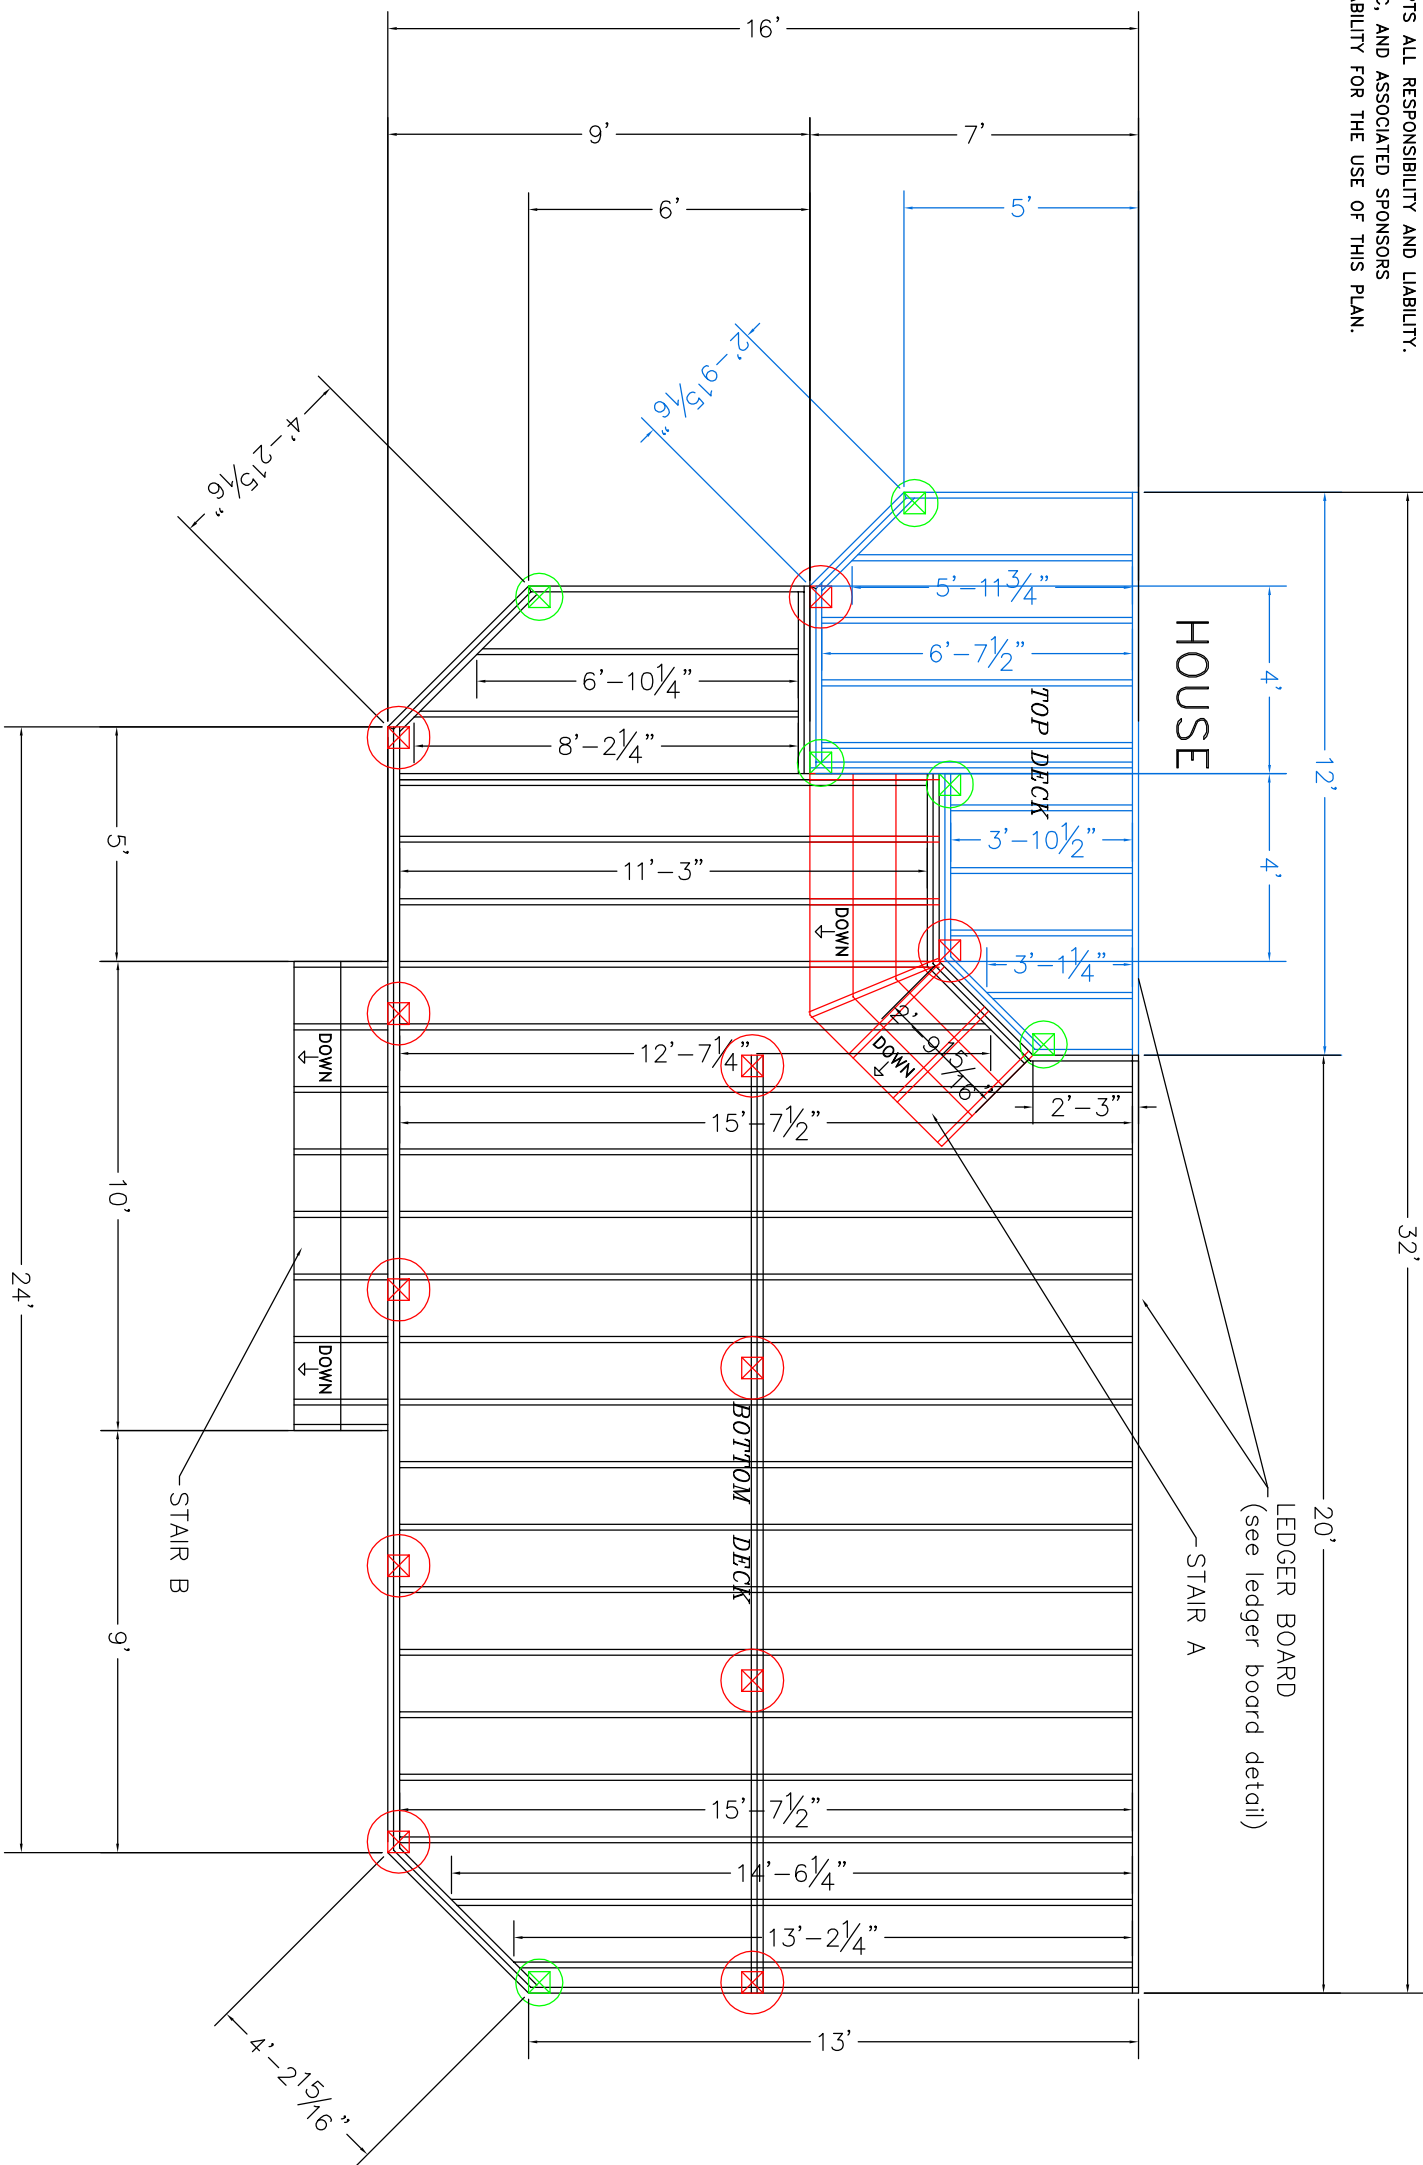 PTS ALL RESPONSIBILITY AND LIABILITY.
C, AND ASSOCIATED SPONSORS
ABILITY FOR THE USE OF THIS PLAN.
16'
9'
7'
6'
5'
2'-9 15/16"
4'-2 15/16"
32'
12'
20'
4'
4'
HOUSE
TOP DECK
5'-11 3/4"
6'-7 1/2"
3'-10 1/2"
3'-1 1/4"
6'-10 1/4"
8'-2 1/4"
11'-3"
DOWN
DOWN
2'-9 15/16"
2'-3"
12'-7 1/4"
15'-7 1/2"
LEDGER BOARD
(see ledger board detail)
STAIR A
BOTTOM DECK
DOWN
DOWN
STAIR B
15'-7 1/2"
14'-6 1/4"
13'-2 1/4"
13'
4'-2 15/16"
5'
10'
9'
24'